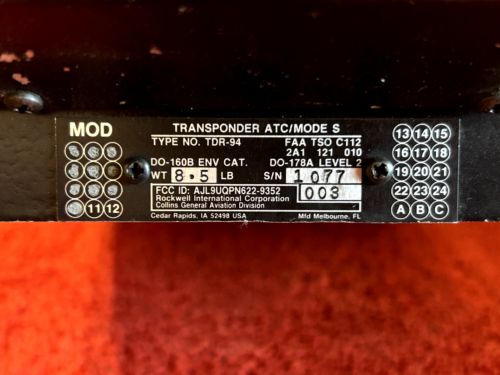 MOD
TRANSPONDER ATC/MODE S
TYPE NO. TDR-94 FAA TSO C112
2A1 121 010
DO-160B ENV CAT. DO-178A LEVEL 2
WT 8.5 LB S/N 1077
FCC ID: AJL9UQPN622-9352 003
Rockwell International Corporation
Collins General Aviation Division
Cedar Rapids, IA 52498 USA Mfd Melbourne, FL
11 12
13 14 15
16 17 18
19 20 21
22 23 24
A B C